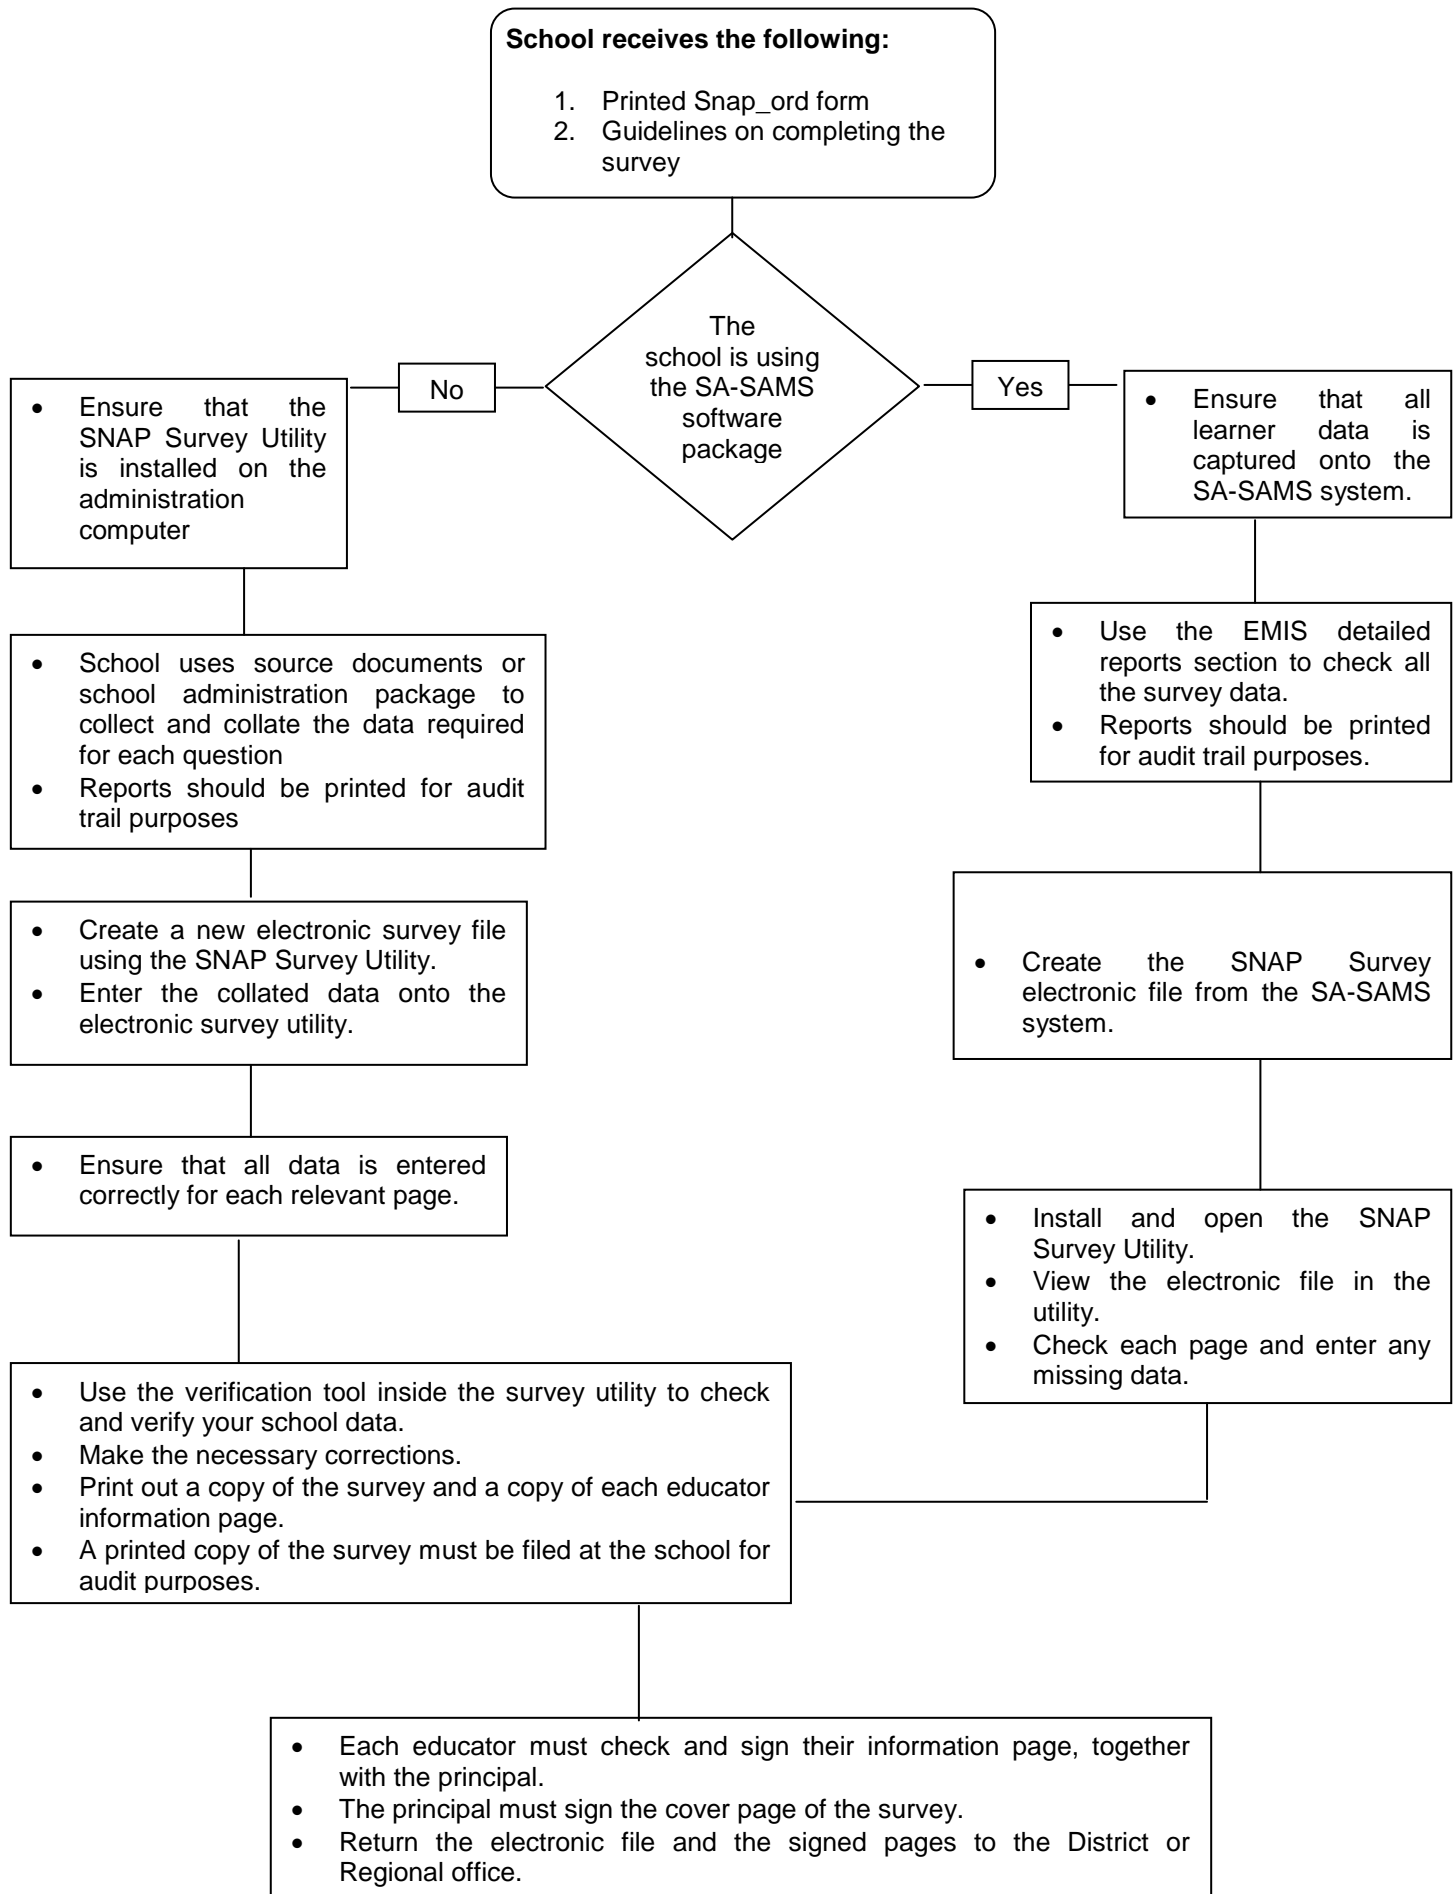 School receives the following:
1. Printed Snap_ord form
2. Guidelines on completing the
survey
The
school is using
the SA-SAMS
software
package
No
Yes
• Ensure that the
SNAP Survey Utility
is installed on the
administration
computer
• School uses source documents or
school administration package to
collect and collate the data required
for each question
• Reports should be printed for audit
trail purposes
• Create a new electronic survey file
using the SNAP Survey Utility.
• Enter the collated data onto the
electronic survey utility.
• Ensure that all data is entered
correctly for each relevant page.
• Ensure that all
learner data is
captured onto the
SA-SAMS system.
• Use the EMIS detailed
reports section to check all
the survey data.
• Reports should be printed
for audit trail purposes.
• Create the SNAP Survey
electronic file from the SA-SAMS
system.
• Install and open the SNAP
Survey Utility.
• View the electronic file in the
utility.
• Check each page and enter any
missing data.
• Use the verification tool inside the survey utility to check
and verify your school data.
• Make the necessary corrections.
• Print out a copy of the survey and a copy of each educator
information page.
• A printed copy of the survey must be filed at the school for
audit purposes.
• Each educator must check and sign their information page, together
with the principal.
• The principal must sign the cover page of the survey.
• Return the electronic file and the signed pages to the District or
Regional office.